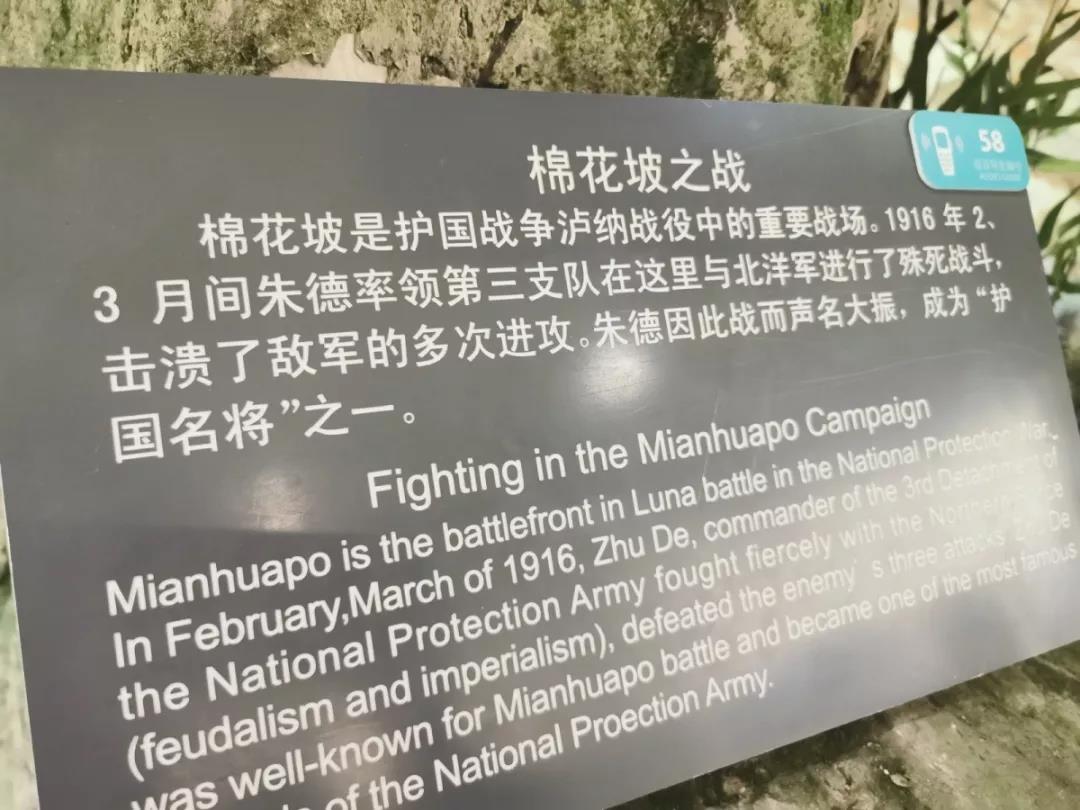 58
棉花坡之战
棉花坡是护国战争泸纳战役中的重要战场。1916 年 2、
3 月间朱德率领第三支队在这里与北洋军进行了殊死战斗,
击溃了敌军的多次进攻。朱德因此战而声名大振，成为“护
国名将”之一。
Fighting in the Mianhuapo Campaign
Mianhuapo is the battlefront in Luna battle in the National Protection War.
In February,March of 1916, Zhu De, commander of the 3rd Detachment of
the National Protection Army fought fiercely with the Northern
(feudalism and imperialism), defeated the enemy's three attacks Zhu De
was well-known for Mianhuapo battle and became one of the most famous
of the National Proection Army.